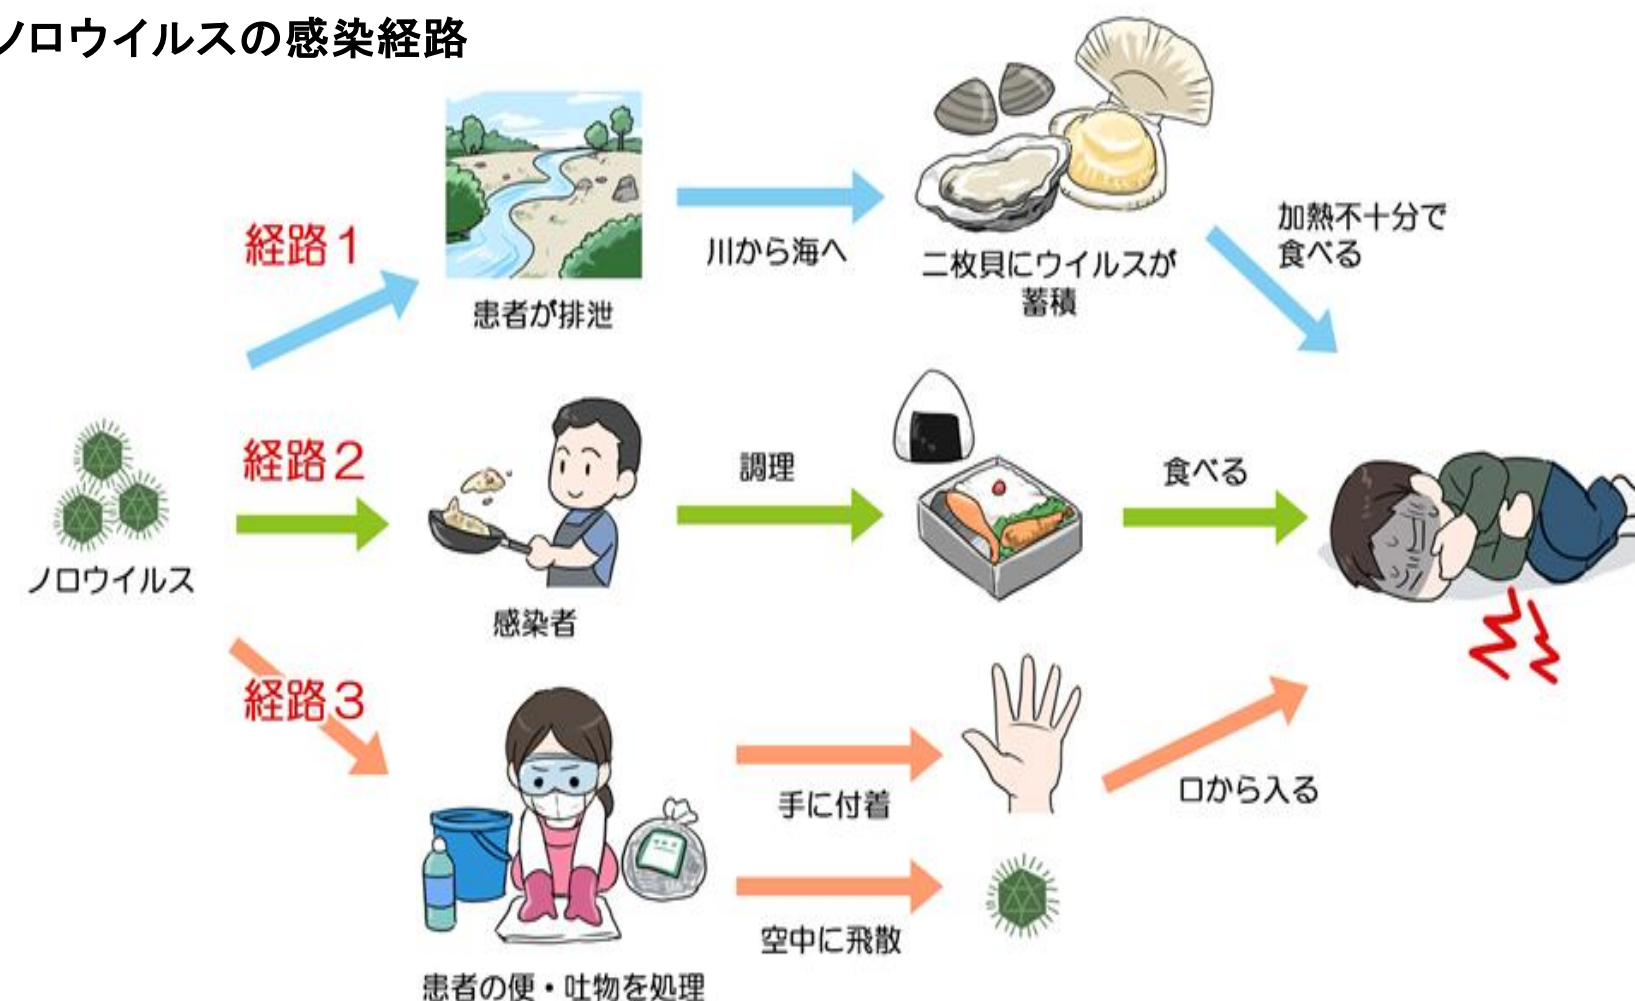 ノロウイルスの感染経路
経路1
患者が排泄
川から海へ
二枚貝にウイルスが
蓄積
加熱不十分で
食べる
ノロウイルス
経路2
感染者
調理
食べる
経路3
患者の便・吐物を処理
手に付着
空中に飛散
口から入る